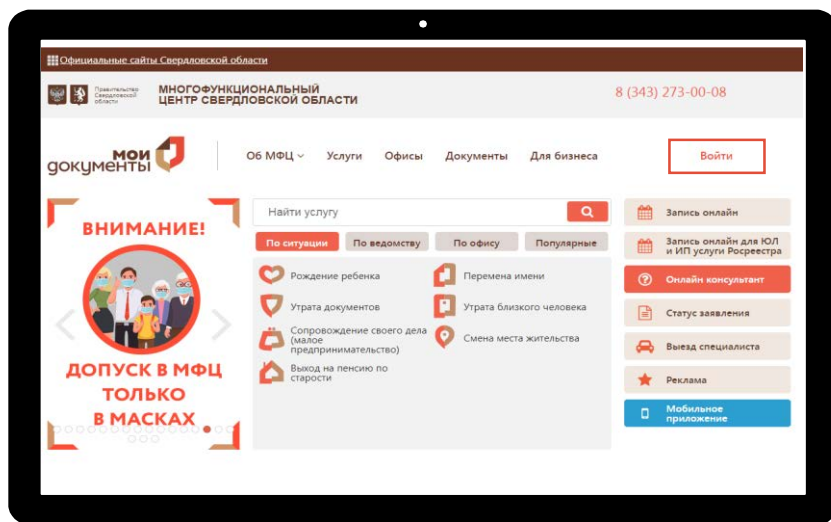 Официальные сайты Свердловской области
Правительство
Свердловской
области
МНОГОФУНКЦИОНАЛЬНЫЙ
ЦЕНТР СВЕРДЛОВСКОЙ ОБЛАСТИ
8 (343) 273-00-08
мои
документы
Об МФЦ
Услуги
Офисы
Документы
Для бизнеса
Войти
ВНИМАНИЕ!
ДОПУСК В МФЦ
ТОЛЬКО
В МАСКАХ
Найти услугу
По ситуации
По ведомству
По офису
Популярные
Рождение ребенка
Перемена имени
Утрата документов
Утрата близкого человека
Сопровождение своего дела
(малое
предпринимательство)
Смена места жительства
Выход на пенсию по
старости
Запись онлайн
Запись онлайн для ЮЛ
и ИП услуги Росреестра
Онлайн консультант
Статус заявления
Выезд специалиста
Реклама
Мобильное
приложение